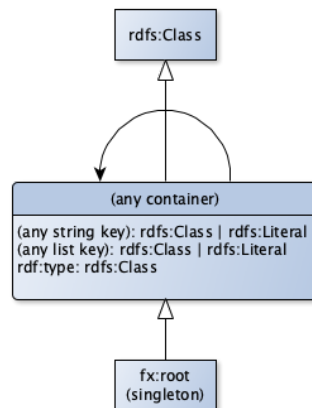 rdfs:Class
(any container)
(any string key): rdfs:Class | rdfs:Literal
(any list key): rdfs:Class | rdfs:Literal
rdf:type: rdfs:Class
fx:root
(singleton)